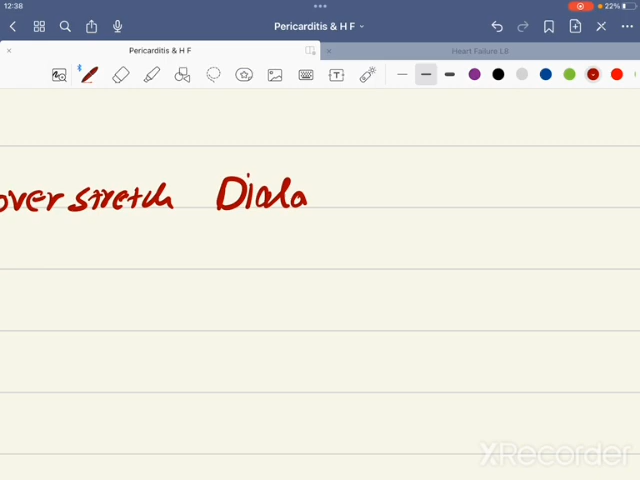 12:38
22%
Pericarditis & H F
Pericarditis & H F
Heart Failure L8
over stretch Diala
XRecorder